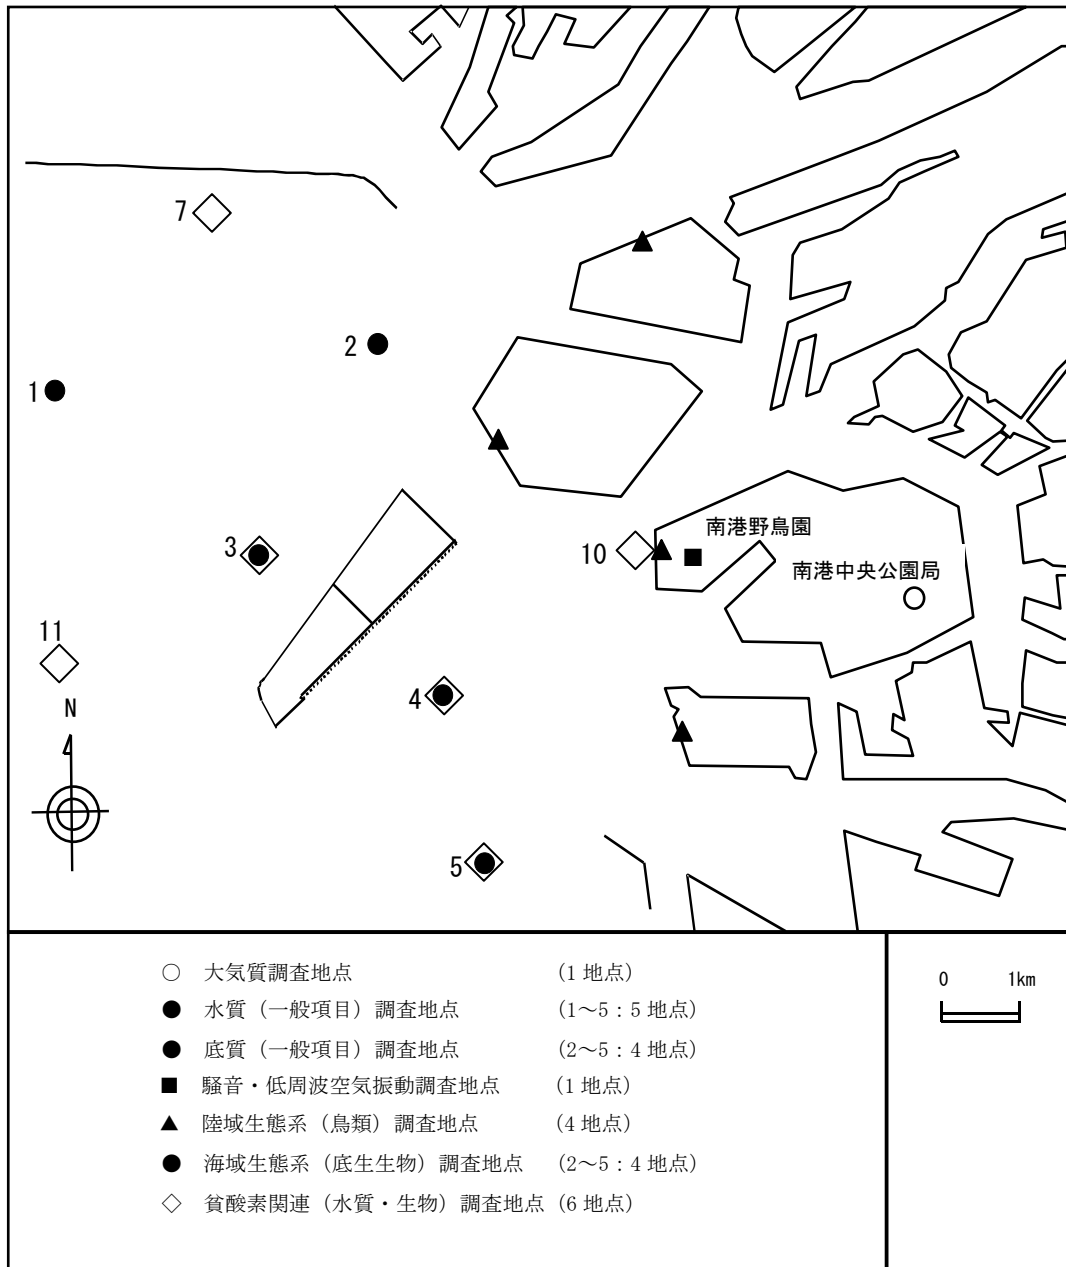 7
2
1
南港野鳥園
3
10
南港中央公園局
11
4
N
5
○ 大気質調査地点 (1 地点)
● 水質（一般項目）調査地点 (1～5：5 地点)
● 底質（一般項目）調査地点 (2～5：4 地点)
■ 騒音・低周波空気振動調査地点 (1 地点)
▲ 陸域生態系（鳥類）調査地点 (4 地点)
● 海域生態系（底生生物）調査地点 (2～5：4 地点)
◇ 貧酸素関連（水質・生物）調査地点 (6 地点)
0 1km